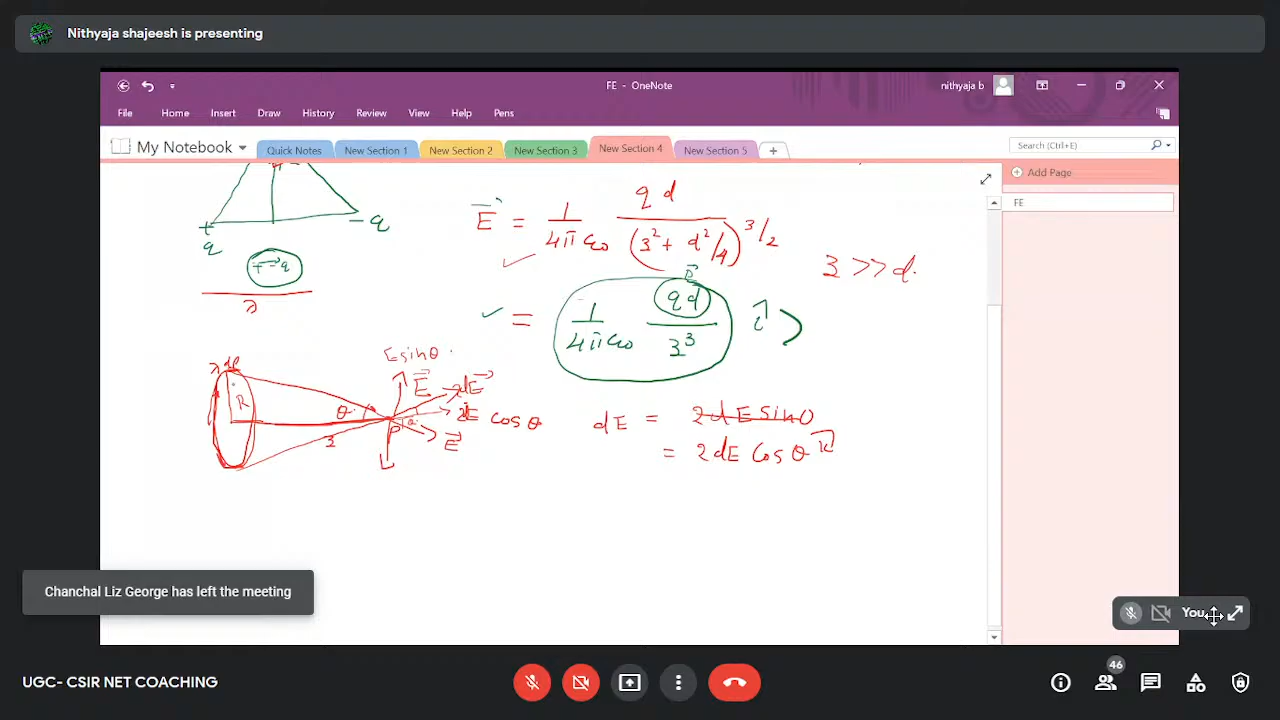 Nithyaja shajeesh is presenting
FE - OneNote
nithyaja b
File Home Insert Draw History Review View Help Pens
My Notebook
Quick Notes New Section 1 New Section 2 New Section 3 New Section 4 New Section 5 +
Search (Ctrl+E)
Add Page
FE
q
- q
+ → q
E = 1/4πε₀ qd/(z² + d²/4)^3/2
z >> d.
= 1/4πε₀ qd/z³ î
dl
R
θ
z
P
E sinθ
E
2dE
2dE cosθ
θ
E
dE = 2dE sinθ
= 2dE cosθ k
Chanchal Liz George has left the meeting
You
UGC- CSIR NET COACHING
46